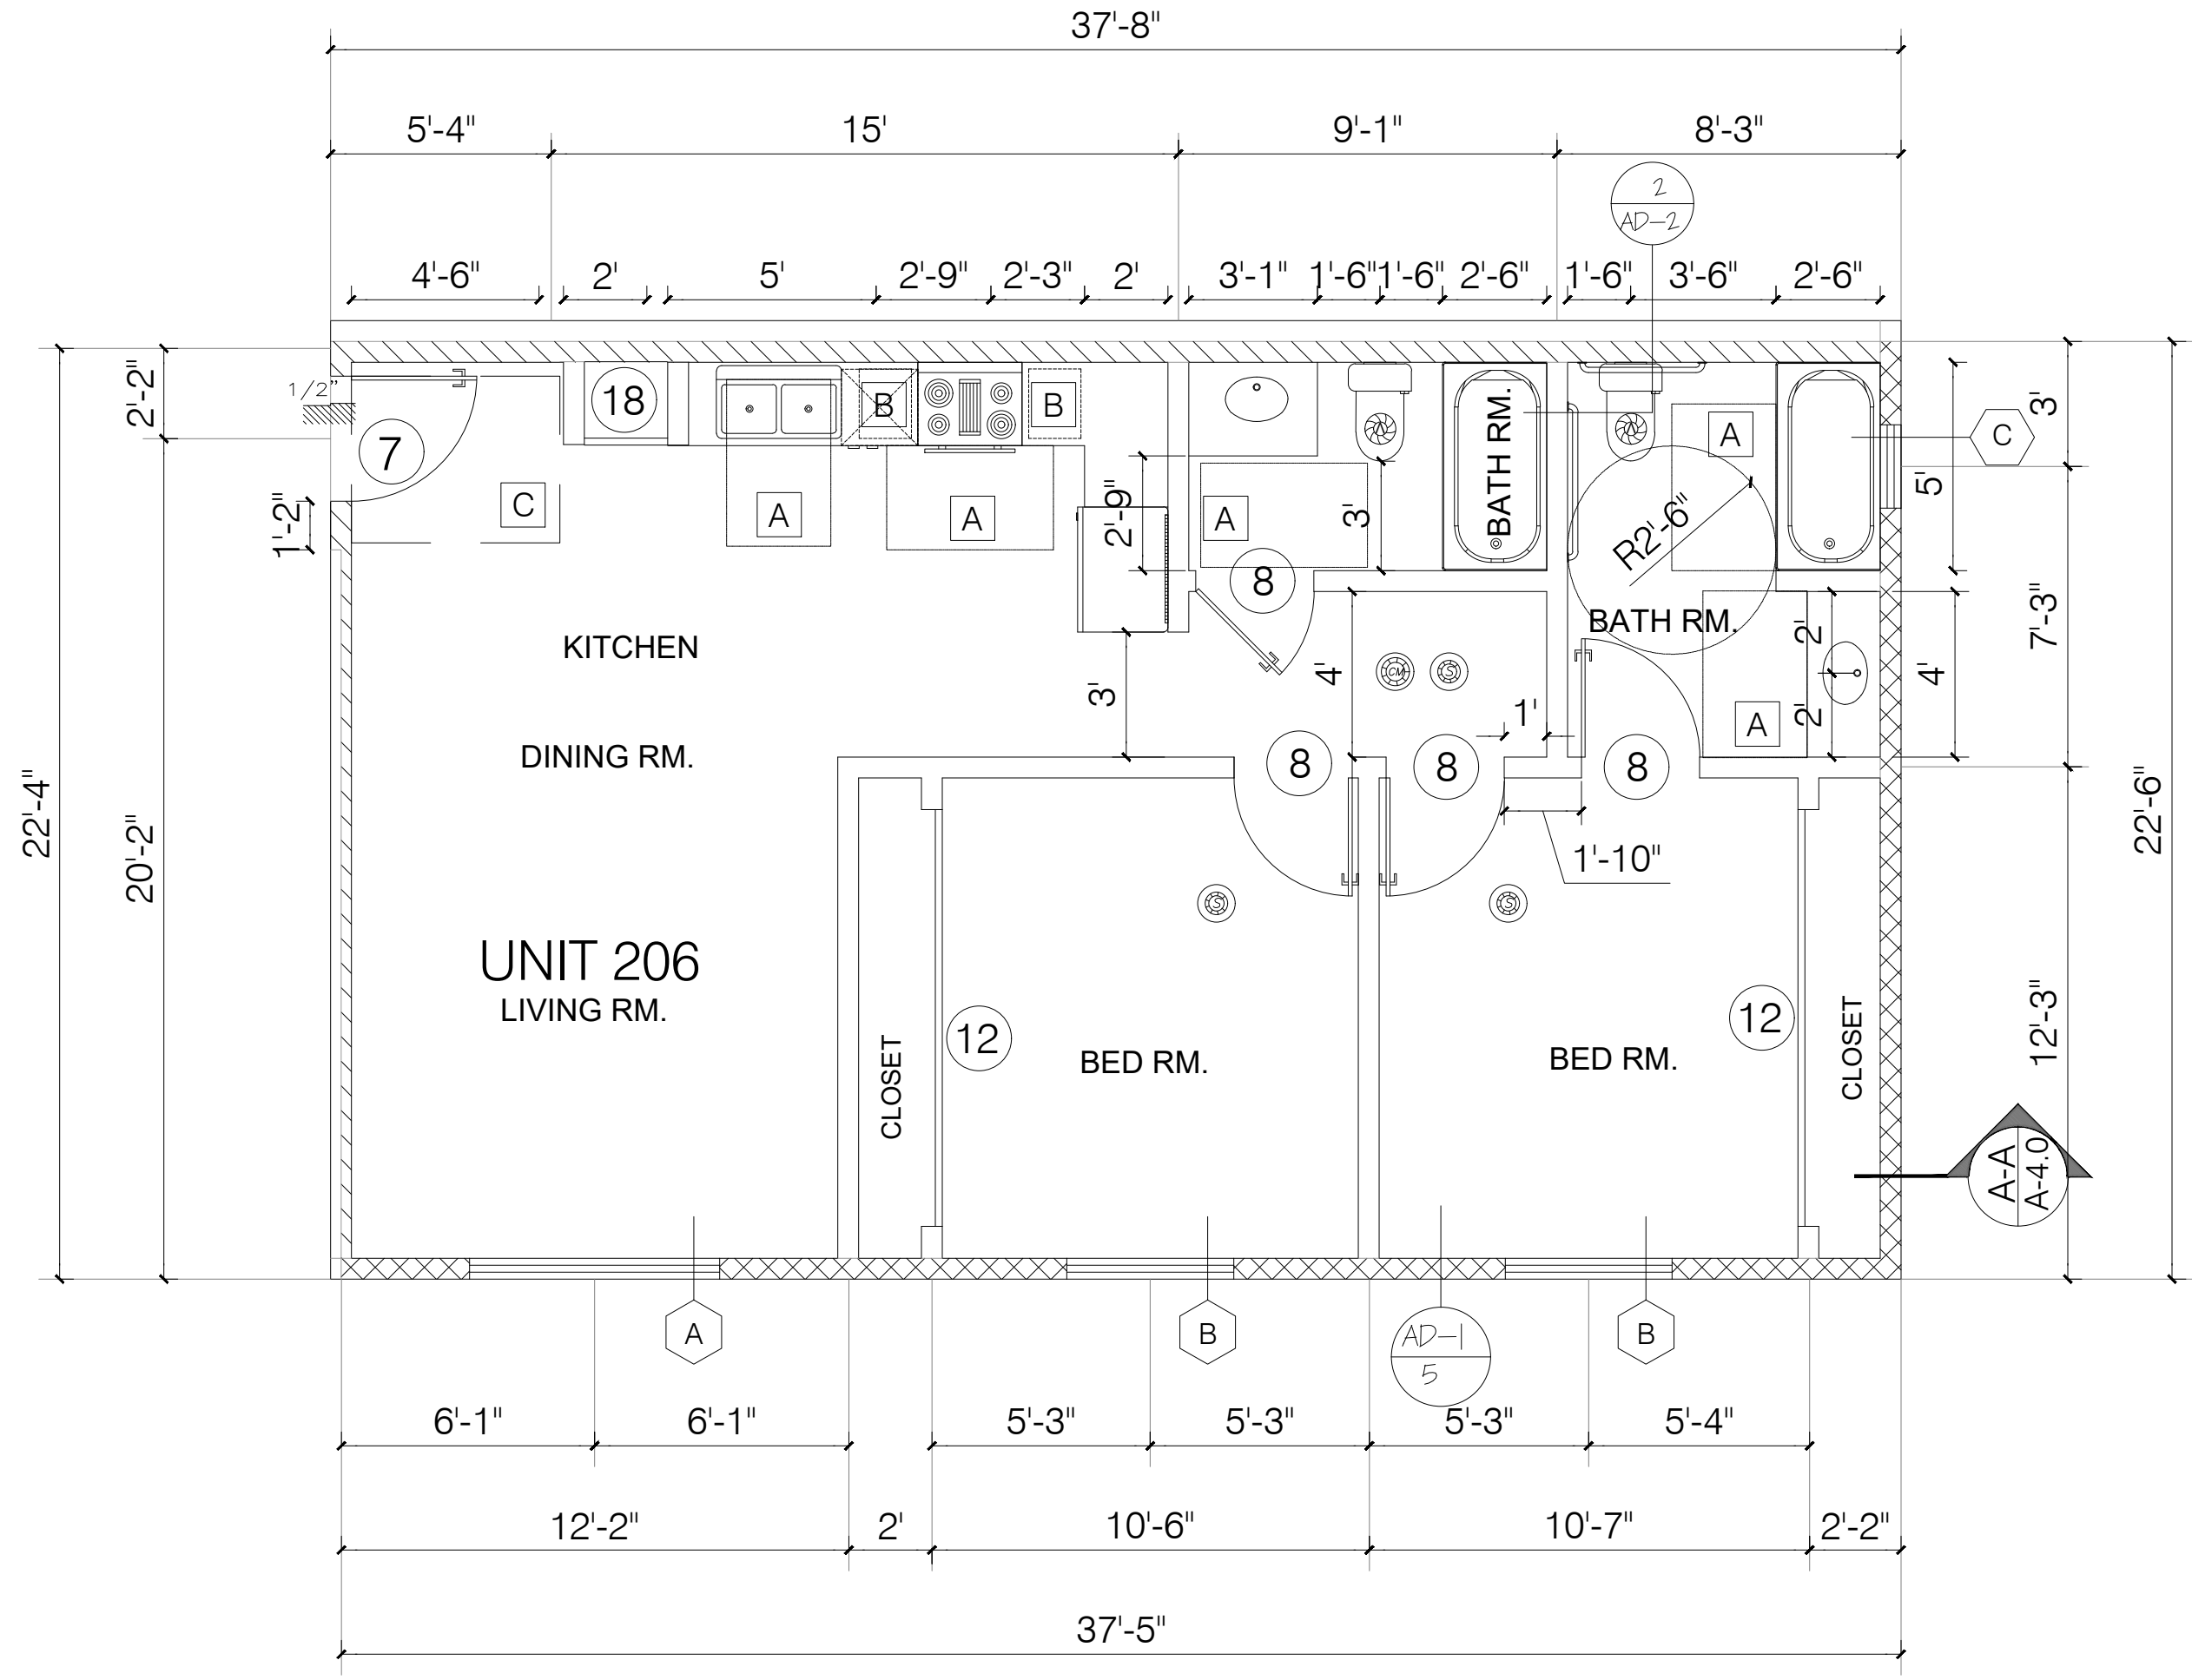 37'-8"
5'-4" 15' 9'-1" 8'-3"
2
AD-2
4'-6" 2' 5' 2'-9" 2'-3" 2' 3'-1" 1'-6" 1'-6" 2'-6" 1'-6" 3'-6" 2'-6"
2'-2"
1/2"
18
B
B
BATH RM.
A
3'
7
C
C
5'
1'-2"
A
A
2'-9"
A
3'
R2'-6"
8
KITCHEN
BATH RM.
2'
7'-3"
3'
4'
CM
S
4'
DINING RM.
1'
2'
A
8
8
8
22'-4"
20'-2"
22'-6"
1'-10"
S
S
UNIT 206
LIVING RM.
12
12
CLOSET
BED RM.
BED RM.
CLOSET
12'-3"
A-A
A-4.0
A
B
AD-1
5
B
6'-1" 6'-1" 5'-3" 5'-3" 5'-3" 5'-4"
12'-2" 2' 10'-6" 10'-7" 2'-2"
37'-5"